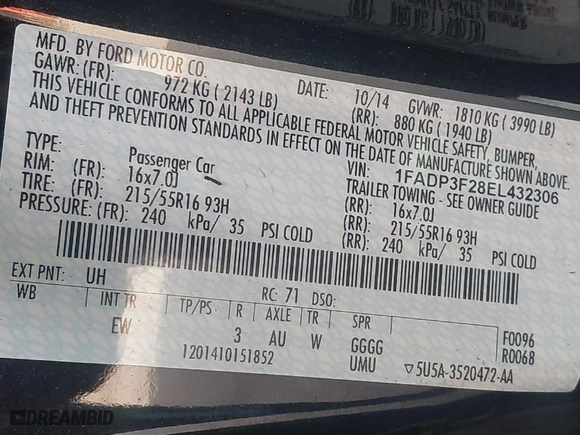 MFD. BY FORD MOTOR CO.
DATE: 10/14 GVWR: 1810 KG ( 3990 LB)
GAWR: (FR): 972 KG ( 2143 LB) (RR): 880 KG ( 1940 LB)
THIS VEHICLE CONFORMS TO ALL APPLICABLE FEDERAL MOTOR VEHICLE SAFETY, BUMPER,
AND THEFT PREVENTION STANDARDS IN EFFECT ON THE DATE OF MANUFACTURE SHOWN ABOVE.
VIN: 1FADP3F28EL432306
TYPE: Passenger Car TRAILER TOWING - SEE OWNER GUIDE
RIM: (FR): 16x7.0J (RR): 16x7.0J
TIRE: (FR): 215/55R16 93H (RR): 215/55R16 93H
PRESSURE: (FR): 240 kPa/ 35 PSI COLD (RR): 240 kPa/ 35 PSI COLD
EXT PNT: UH RC: 71 DSO:
WB INT TR TP/PS R AXLE TR SPR F0096
EW 3 AU W GGGG R0068
1201410151852 UMU ▽5U5A-3520472-AA
DREAMBID